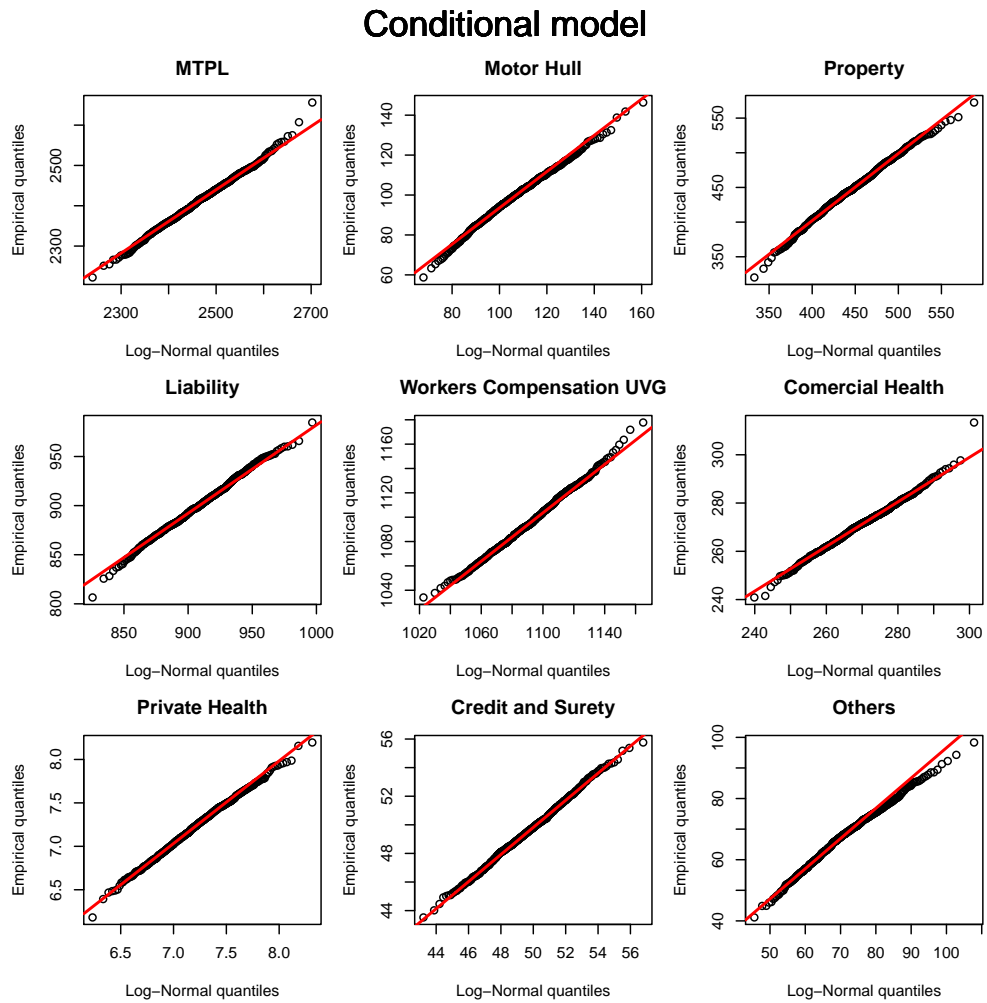 Conditional model
MTPL
Empirical quantiles
2300 2500
2300 2500 2700
Log−Normal quantiles
Motor Hull
Empirical quantiles
60 80 100 120 140
80 100 120 140 160
Log−Normal quantiles
Property
Empirical quantiles
350 450 550
350 400 450 500 550
Log−Normal quantiles
Liability
Empirical quantiles
800 850 900 950
850 900 950 1000
Log−Normal quantiles
Workers Compensation UVG
Empirical quantiles
1040 1080 1120 1160
1020 1060 1100 1140
Log−Normal quantiles
Comercial Health
Empirical quantiles
240 260 280 300
240 260 280 300
Log−Normal quantiles
Private Health
Empirical quantiles
6.5 7.0 7.5 8.0
6.5 7.0 7.5 8.0
Log−Normal quantiles
Credit and Surety
Empirical quantiles
44 48 52 56
44 46 48 50 52 54 56
Log−Normal quantiles
Others
Empirical quantiles
40 60 80 100
50 60 70 80 90 100
Log−Normal quantiles